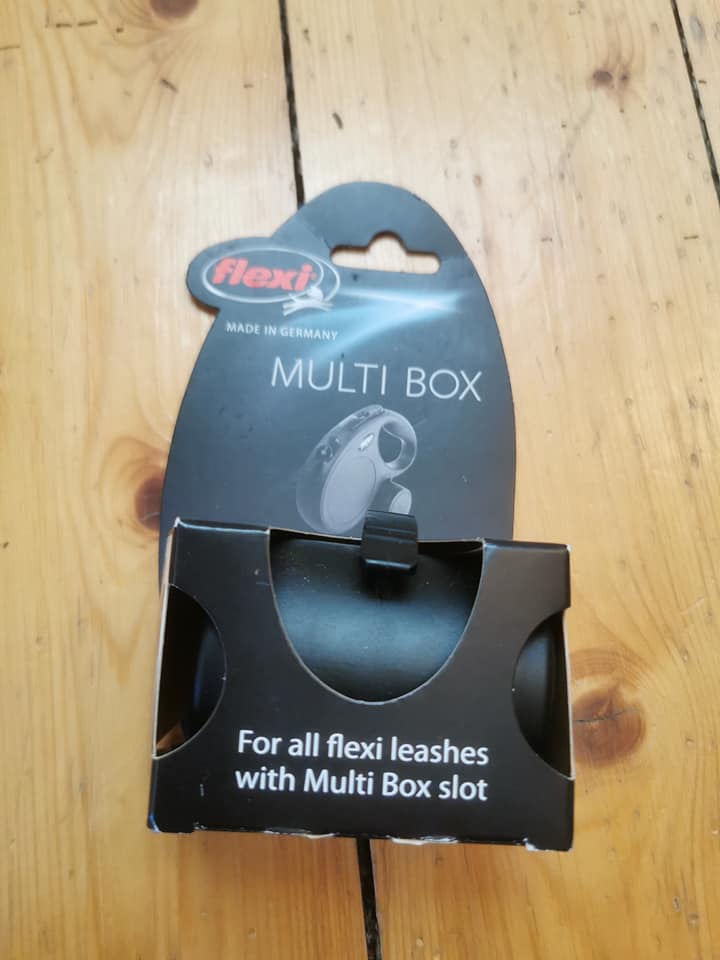 flexi
MADE IN GERMANY
MULTI BOX
For all flexi leashes
with Multi Box slot